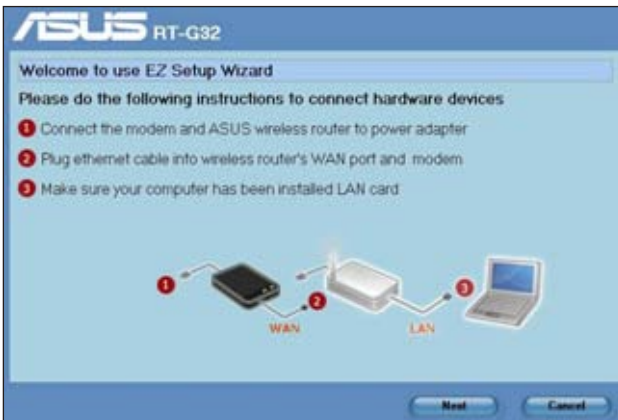 ASUS RT-G32
Welcome to use EZ Setup Wizard
Please do the following instructions to connect hardware devices
1 Connect the modem and ASUS wireless router to power adapter
2 Plug ethernet cable into wireless router's WAN port and modem
3 Make sure your computer has been installed LAN card
1
2
3
WAN
LAN
Next
Cancel